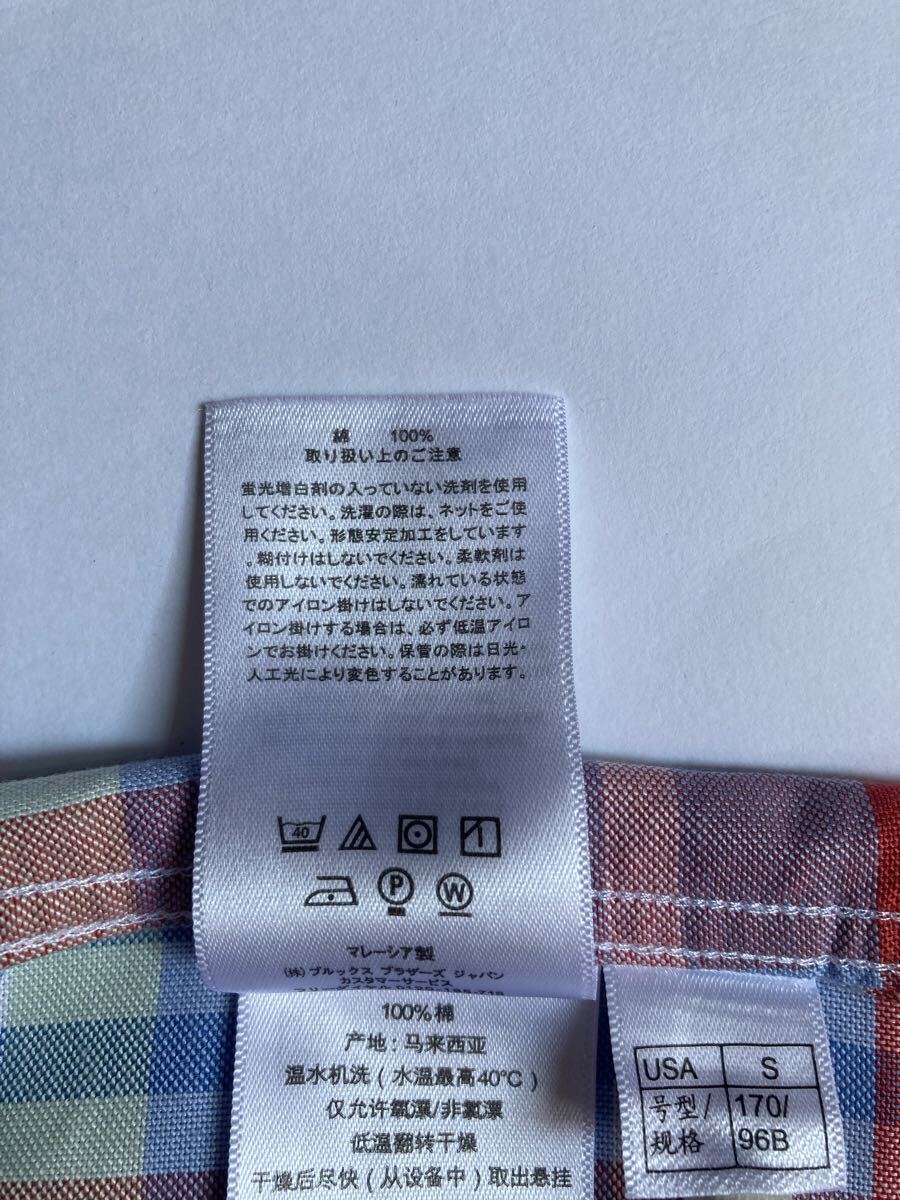 綿 100%
取り扱い上のご注意
蛍光増白剤の入っていない洗剤を使用
してください。洗濯の際は、ネットをご使
用ください。形態安定加工をしています
。糊付けはしないでください。柔軟剤は
使用しないでください。濡れている状態
でのアイロン掛けはしないでください。ア
イロン掛けする場合は、必ず低温アイロ
ンでお掛けください。保管の際は日光・
人工光により変色することがあります。
40
P
W
マレーシア製
(株) ブルックス ブラザーズ ジャパン
カスタマーサービス
100%棉
产地：马来西亚
温水机洗（水温最高40℃）
仅允许氧漂/非氯漂
低温翻转干燥
干燥后尽快（从设备中）取出悬挂
USA S
号型/ 170/
规格 96B